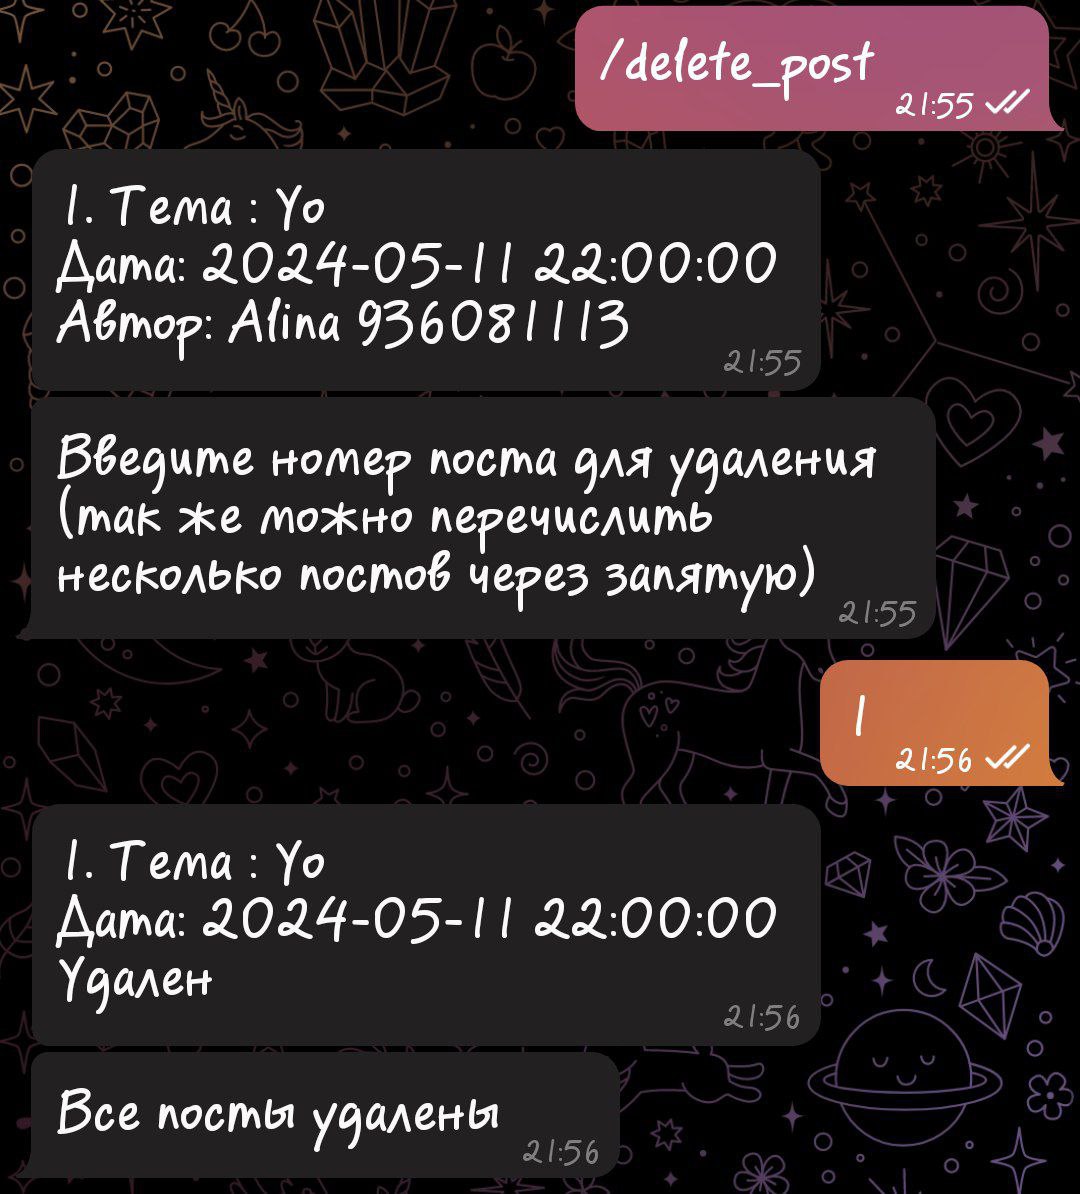 /delete_post
21:55
1. Тема : Yo
Дата: 2024-05-11 22:00:00
Автор: Alina 936081113
21:55
Введите номер поста для удаления
(так же можно перечислить
несколько постов через запятую)
21:55
1
21:56
1. Тема : Yo
Дата: 2024-05-11 22:00:00
Удален
21:56
Все посты удалены
21:56